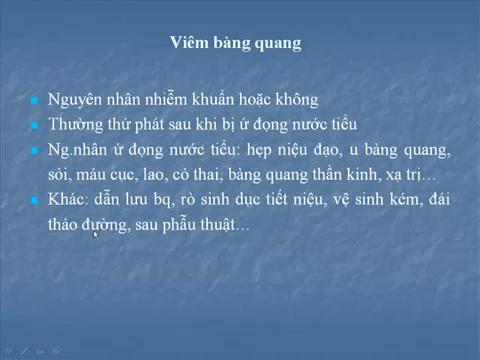 Viêm bàng quang
Nguyên nhân nhiễm khuẩn hoặc không
Thường thứ phát sau khi bị ứ đọng nước tiểu
Ng.nhân ứ đọng nước tiểu: hẹp niệu đạo, u bàng quang,
sỏi, máu cục, lao, có thai, bàng quang thần kinh, xạ trị…
Khác: dẫn lưu bq, rò sinh dục tiết niệu, vệ sinh kém, đái
tháo đường, sau phẫu thuật…